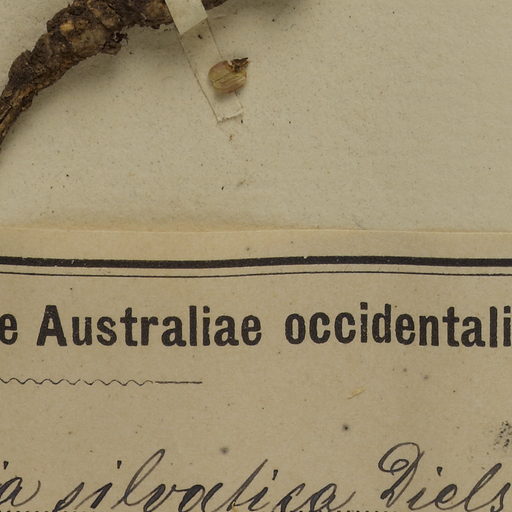 e Australiae occidentali
a silvatica Diels